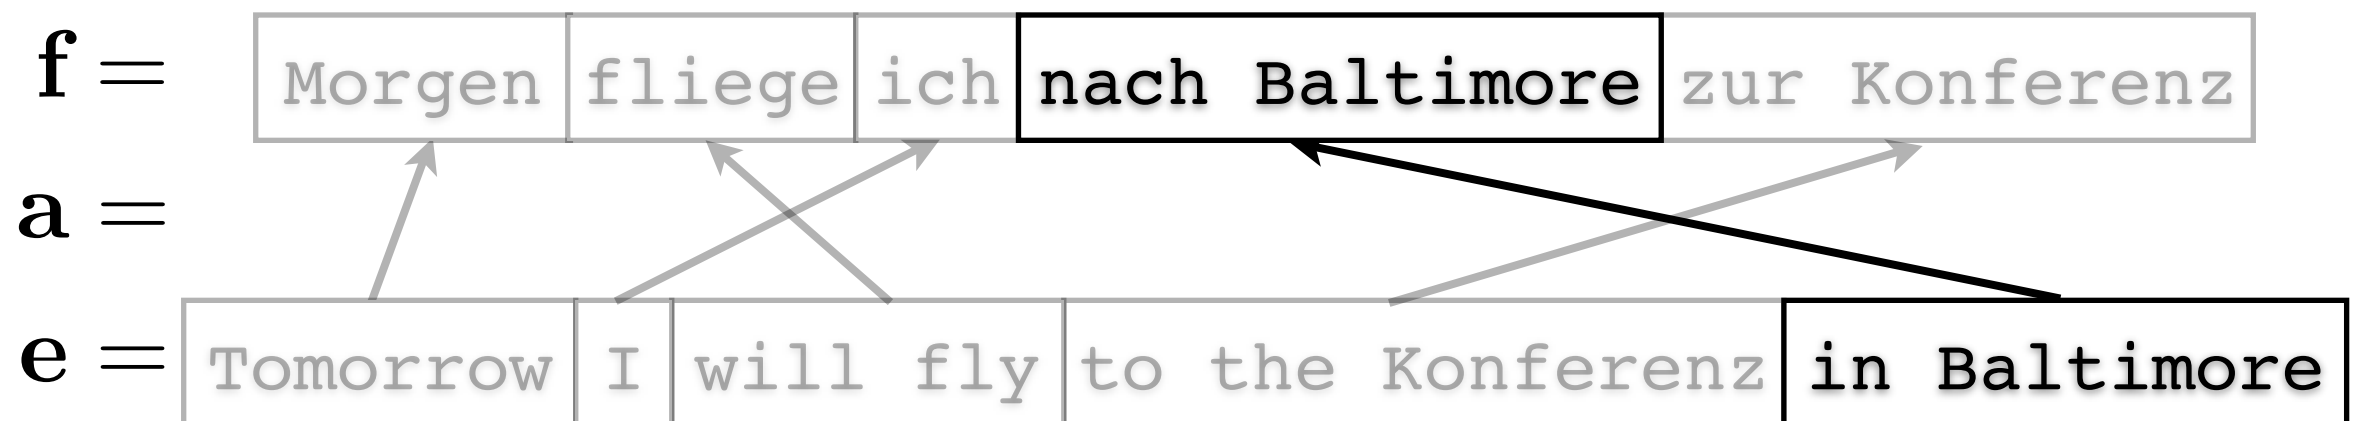 f = Morgen fliege ich nach Baltimore zur Konferenz
a =
e = Tomorrow I will fly to the Konferenz in Baltimore